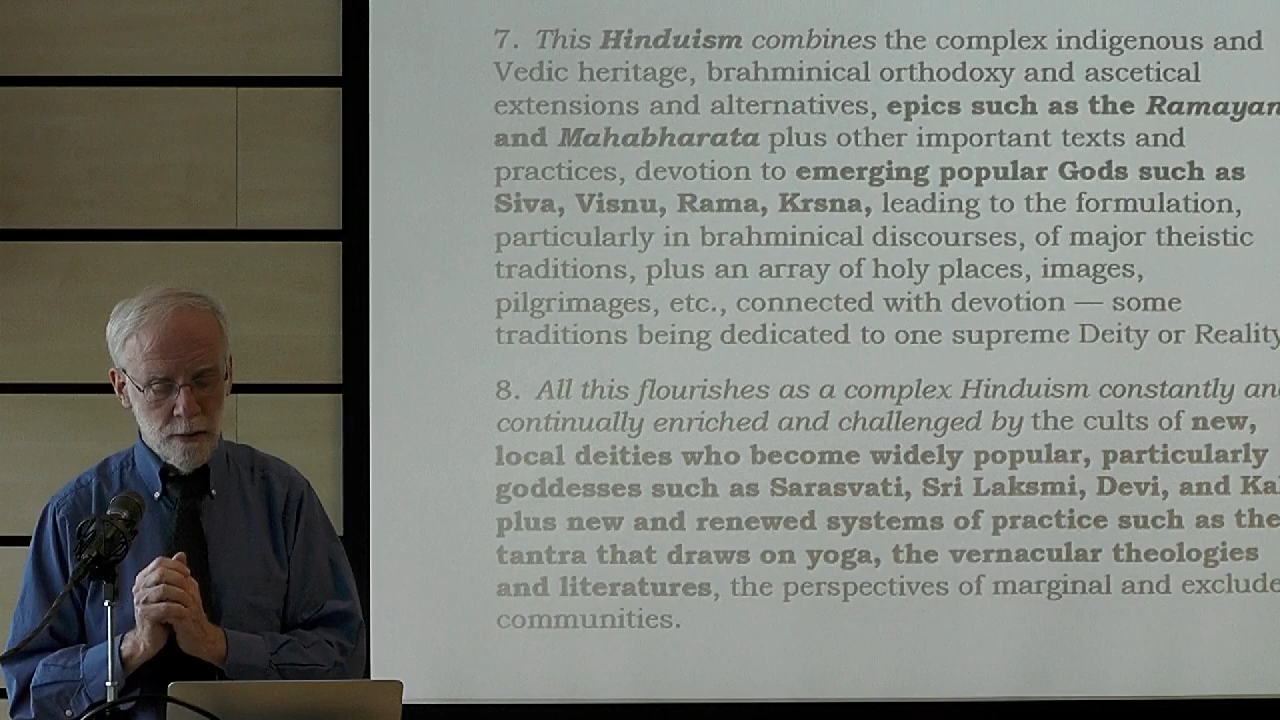 7. This Hinduism combines the complex indigenous and
Vedic heritage, brahminical orthodoxy and ascetical
extensions and alternatives, epics such as the Ramayan
and Mahabharata plus other important texts and
practices, devotion to emerging popular Gods such as
Siva, Visnu, Rama, Krsna, leading to the formulation,
particularly in brahminical discourses, of major theistic
traditions, plus an array of holy places, images,
pilgrimages, etc., connected with devotion — some
traditions being dedicated to one supreme Deity or Reality
8. All this flourishes as a complex Hinduism constantly an
continually enriched and challenged by the cults of new,
local deities who become widely popular, particularly
goddesses such as Sarasvati, Sri Laksmi, Devi, and Kal
plus new and renewed systems of practice such as the
tantra that draws on yoga, the vernacular theologies
and literatures, the perspectives of marginal and exclude
communities.